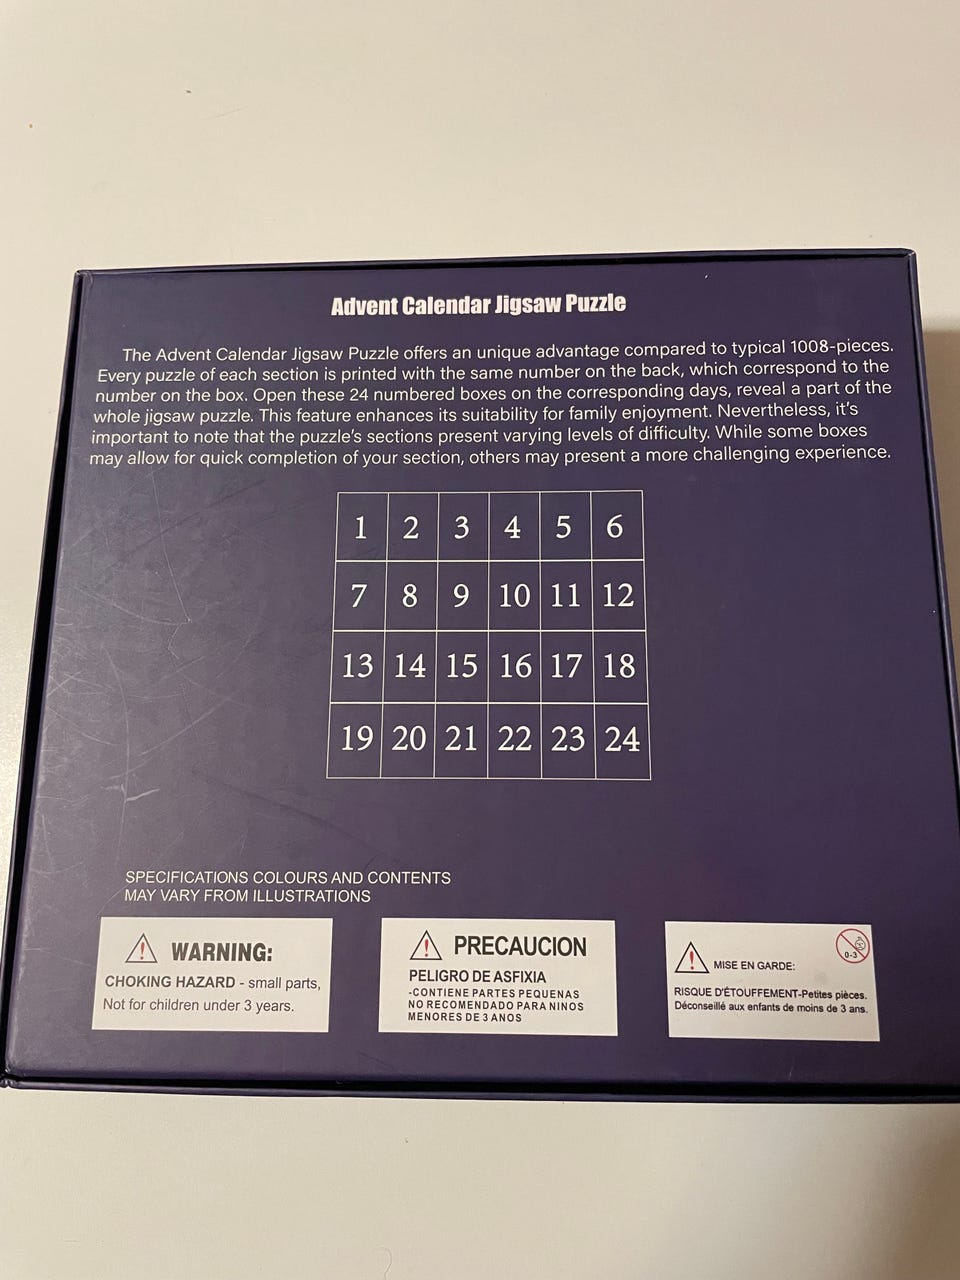 Advent Calendar Jigsaw Puzzle
The Advent Calendar Jigsaw Puzzle offers an unique advantage compared to typical 1008-pieces.
Every puzzle of each section is printed with the same number on the back, which correspond to the
number on the box. Open these 24 numbered boxes on the corresponding days, reveal a part of the
whole jigsaw puzzle. This feature enhances its suitability for family enjoyment. Nevertheless, it's
important to note that the puzzle's sections present varying levels of difficulty. While some boxes
may allow for quick completion of your section, others may present a more challenging experience.
1 2 3 4 5 6
7 8 9 10 11 12
13 14 15 16 17 18
19 20 21 22 23 24
SPECIFICATIONS COLOURS AND CONTENTS
MAY VARY FROM ILLUSTRATIONS
WARNING:
CHOKING HAZARD - small parts,
Not for children under 3 years.
PRECAUCION
PELIGRO DE ASFIXIA
-CONTIENE PARTES PEQUENAS
NO RECOMENDADO PARA NINOS
MENORES DE 3 ANOS
0-3
MISE EN GARDE:
RISQUE D'ÉTOUFFEMENT-Petites pièces.
Déconseillé aux enfants de moins de 3 ans.